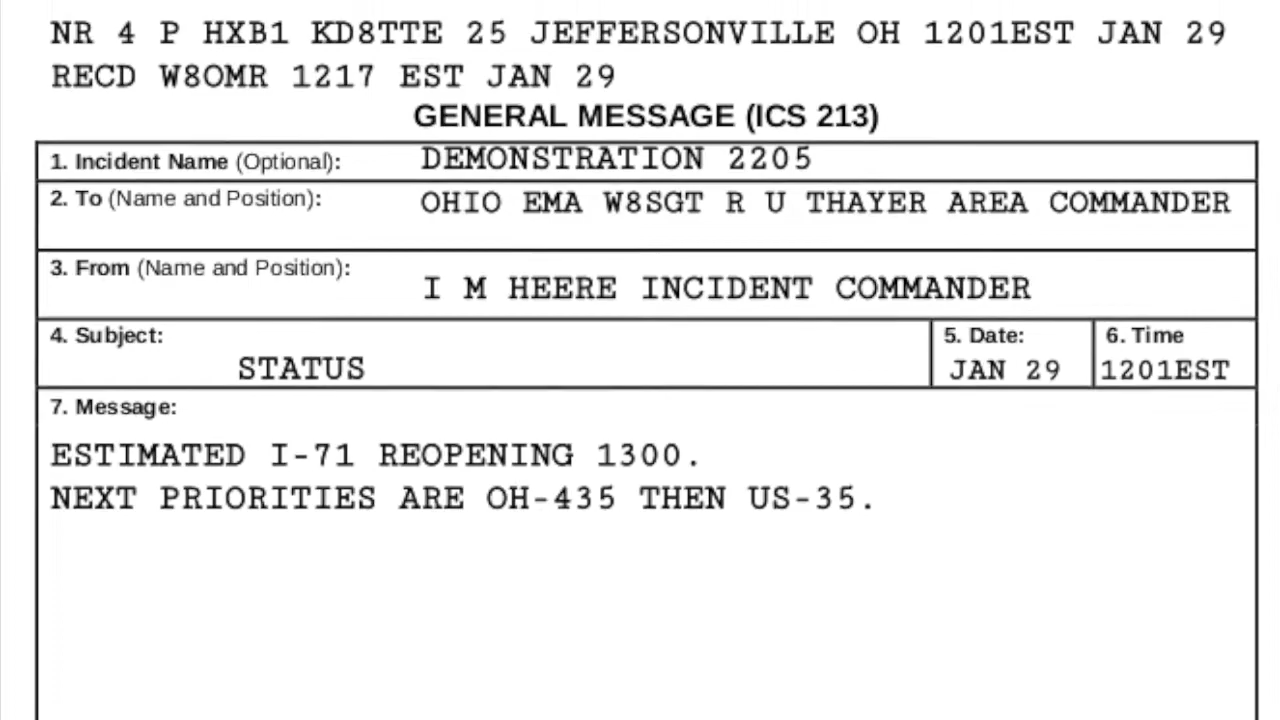 NR 4 P HXB1 KD8TTE 25 JEFFERSONVILLE OH 1201EST JAN 29
RECD W8OMR 1217 EST JAN 29
GENERAL MESSAGE (ICS 213)
1. Incident Name (Optional): DEMONSTRATION 2205
2. To (Name and Position): OHIO EMA W8SGT R U THAYER AREA COMMANDER
3. From (Name and Position):
I M HEERE INCIDENT COMMANDER
4. Subject: 5. Date: 6. Time
STATUS JAN 29 1201EST
7. Message:
ESTIMATED I-71 REOPENING 1300.
NEXT PRIORITIES ARE OH-435 THEN US-35.